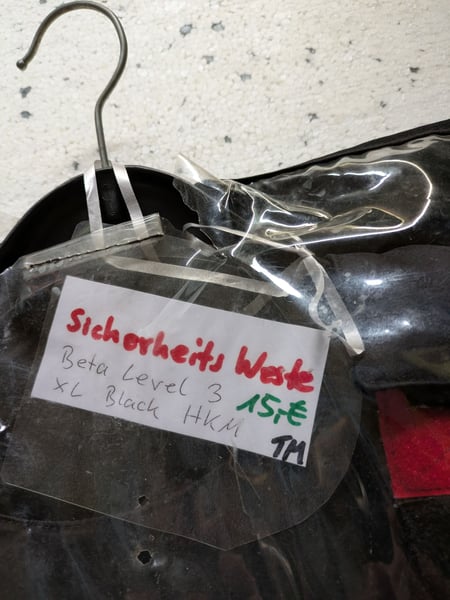 Sicherheits Weste
Beta Level 3
XL Black HKM
15,-€
TM